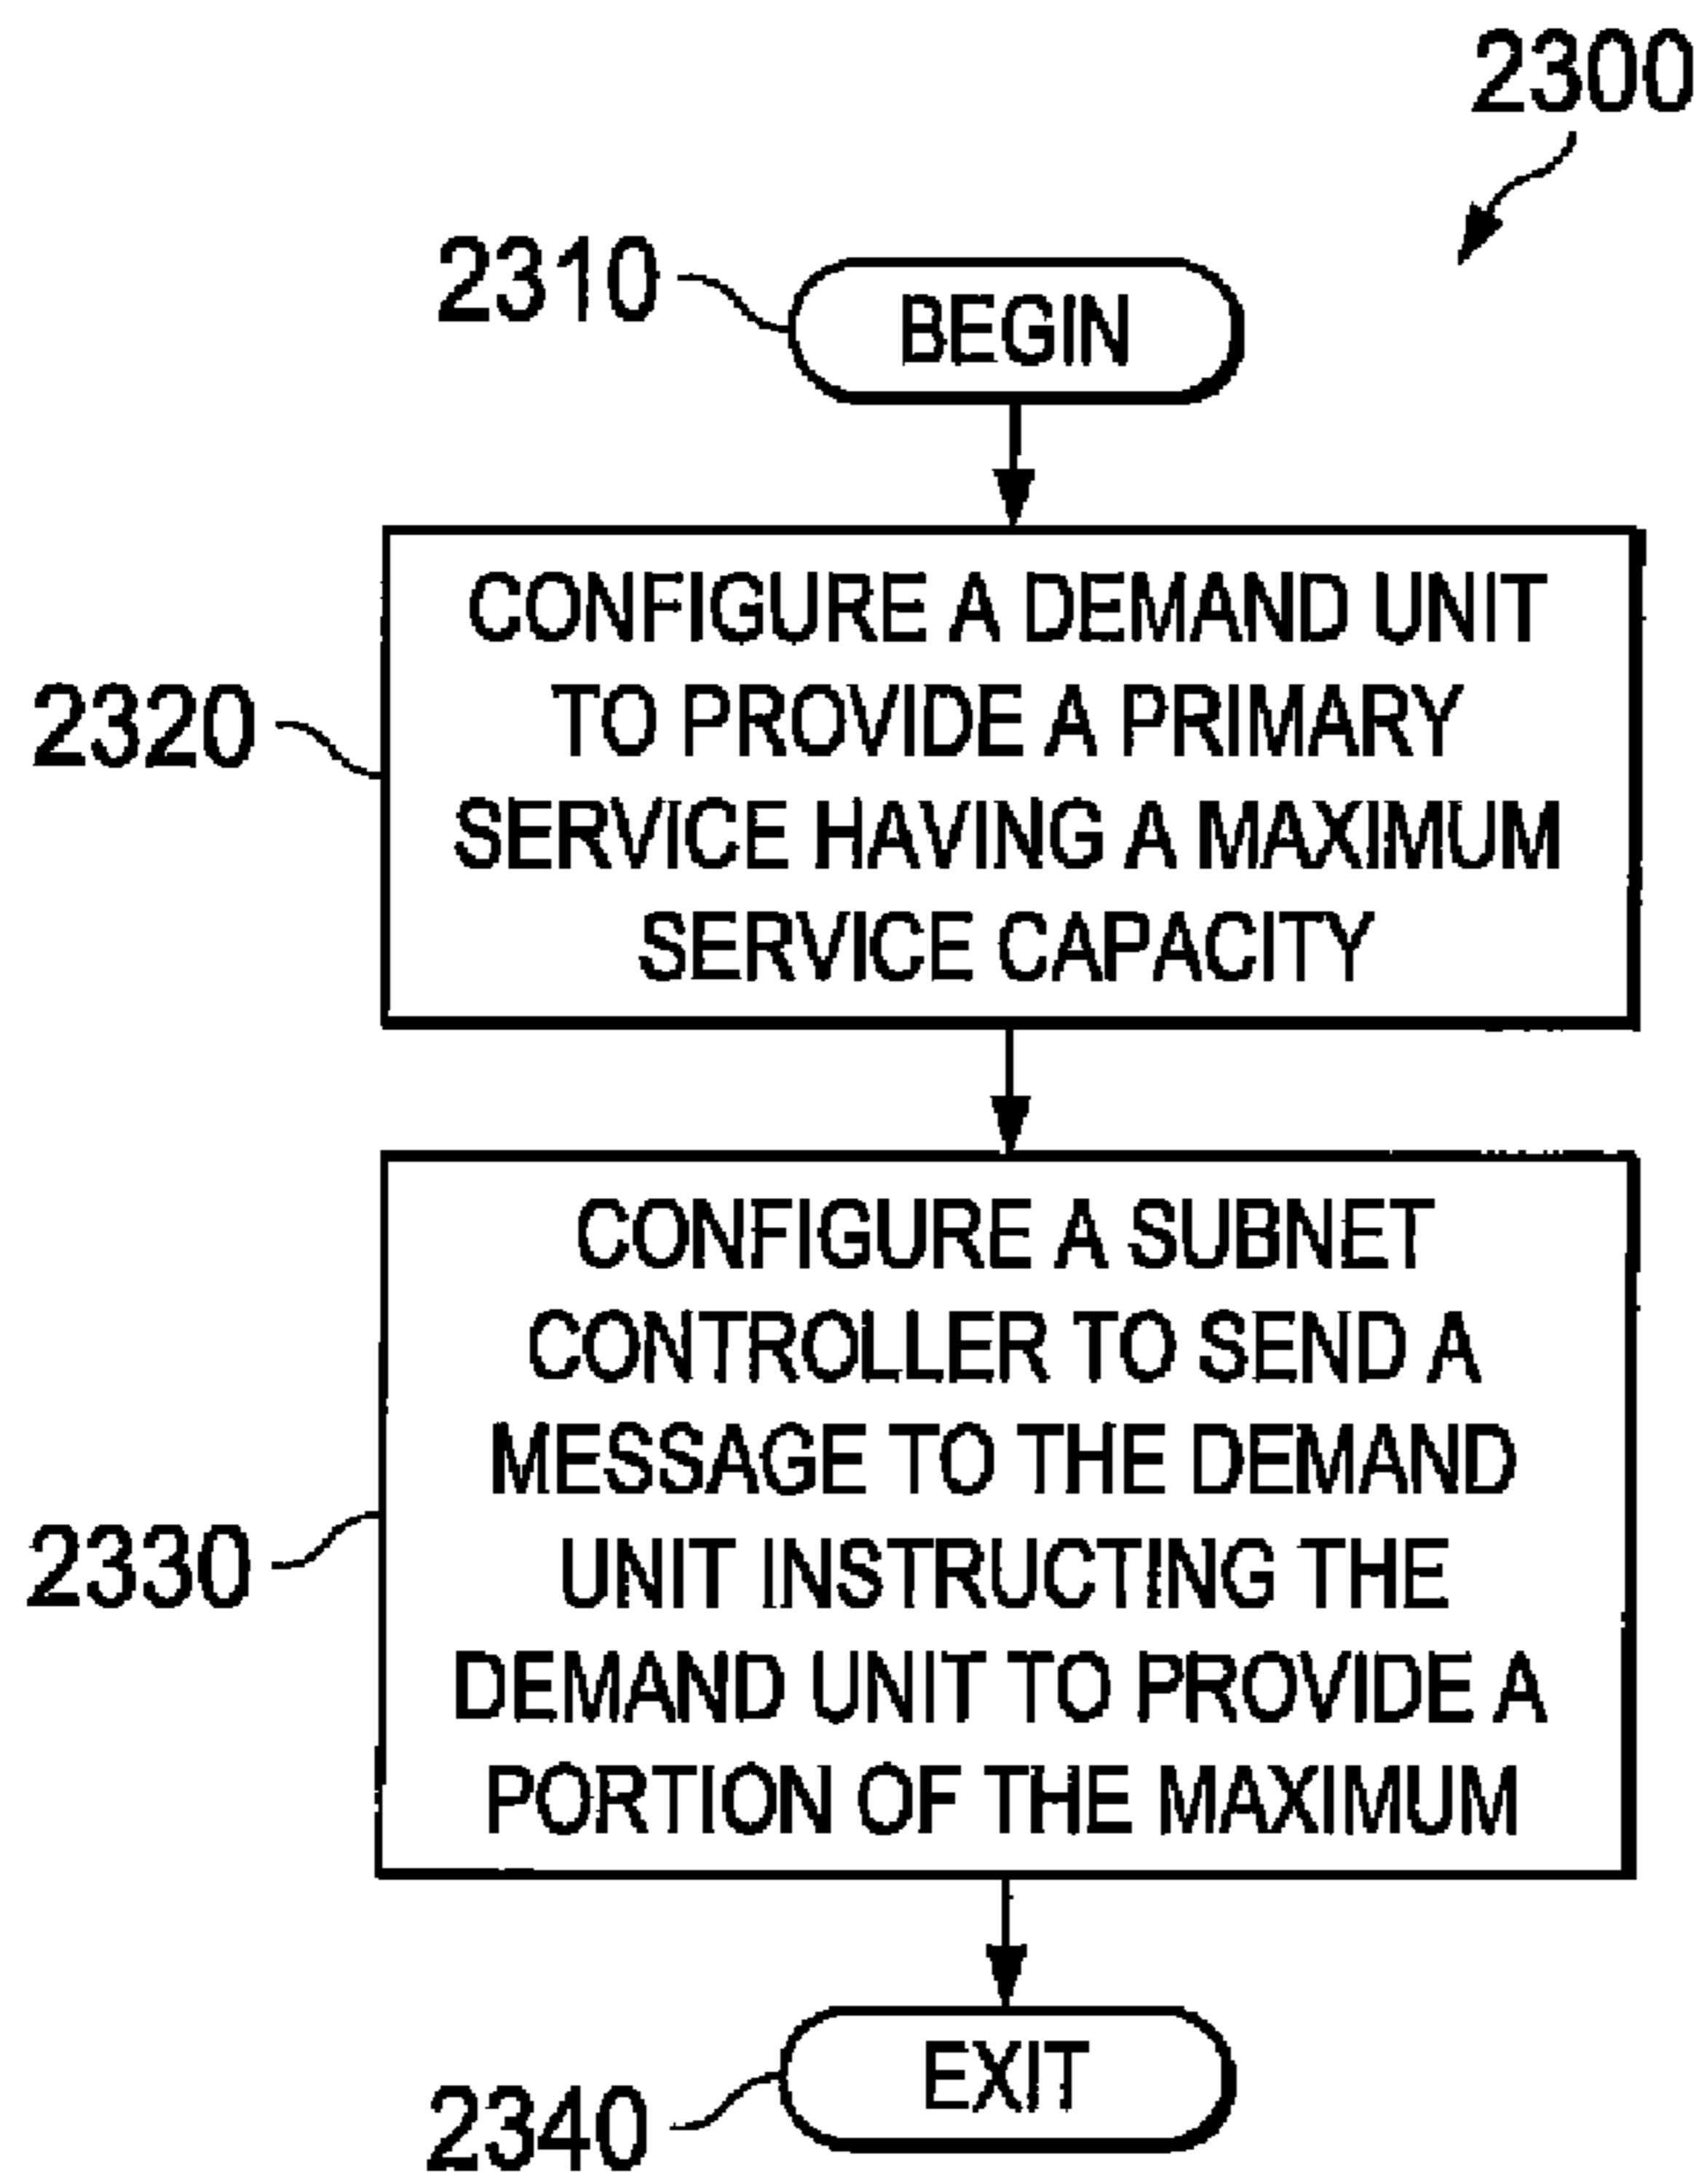 2300
2310
BEGIN
CONFIGURE A DEMAND UNIT
TO PROVIDE A PRIMARY
SERVICE HAVING A MAXIMUM
SERVICE CAPACITY
2320
CONFIGURE A SUBNET
CONTROLLER TO SEND A
MESSAGE TO THE DEMAND
UNIT INSTRUCTING THE
DEMAND UNIT TO PROVIDE A
PORTION OF THE MAXIMUM
2330
EXIT
2340